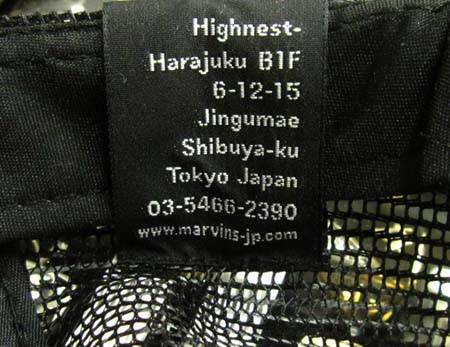 Highnest-
Harajuku B1F
6-12-15
Jingumae
Shibuya-ku
Tokyo Japan
03-5466-2390
www.marvins-jp.com